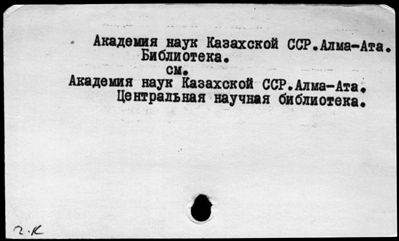 Академия наук Казахской ССР.Алма-Ата.
Библиотека.
см.
Академия наук Казахской ССР.Алма-Ата.
Центральная научная библиотека.